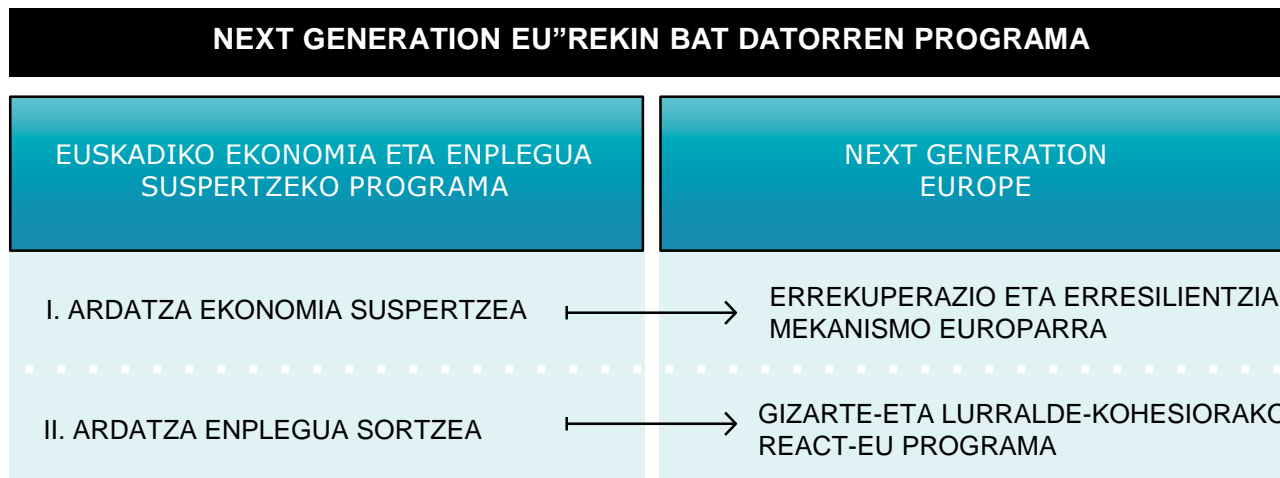 NEXT GENERATION EU”REKIN BAT DATORREN PROGRAMA
EUSKADIKO EKONOMIA ETA ENPLEGUA
SUSPERTZEKO PROGRAMA
NEXT GENERATION
EUROPE
I. ARDATZA EKONOMIA SUSPERTZEA
ERREKUPERAZIO ETA ERRESILIENTZIA
MEKANISMO EUROPARRA
II. ARDATZA ENPLEGUA SORTZEA
GIZARTE-ETA LURRALDE-KOHESIORAKO
REACT-EU PROGRAMA